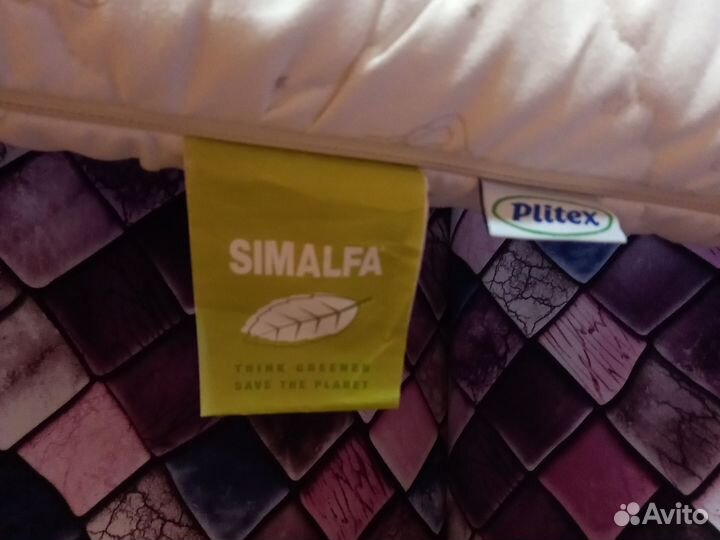 SIMALFA
THINK GREENER
SAVE THE PLANET
Plitex
Avito